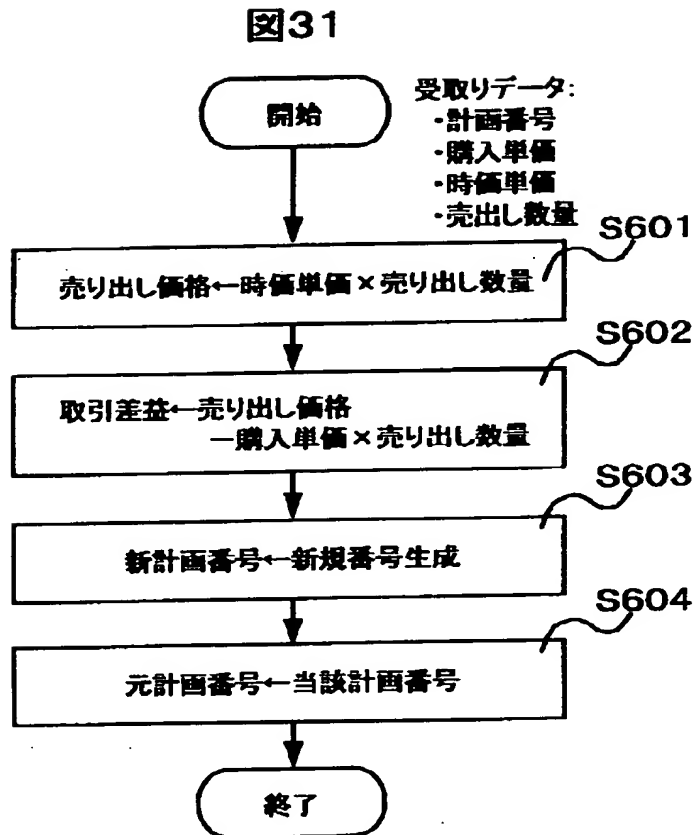 図31
開始
受取りデータ:
・計画番号
・購入単価
・時価単価
・売出し数量
S601
売り出し価格←時価単価×売り出し数量
S602
取引差益←売り出し価格
－購入単価×売り出し数量
S603
新計画番号←新規番号生成
S604
元計画番号←当該計画番号
終了